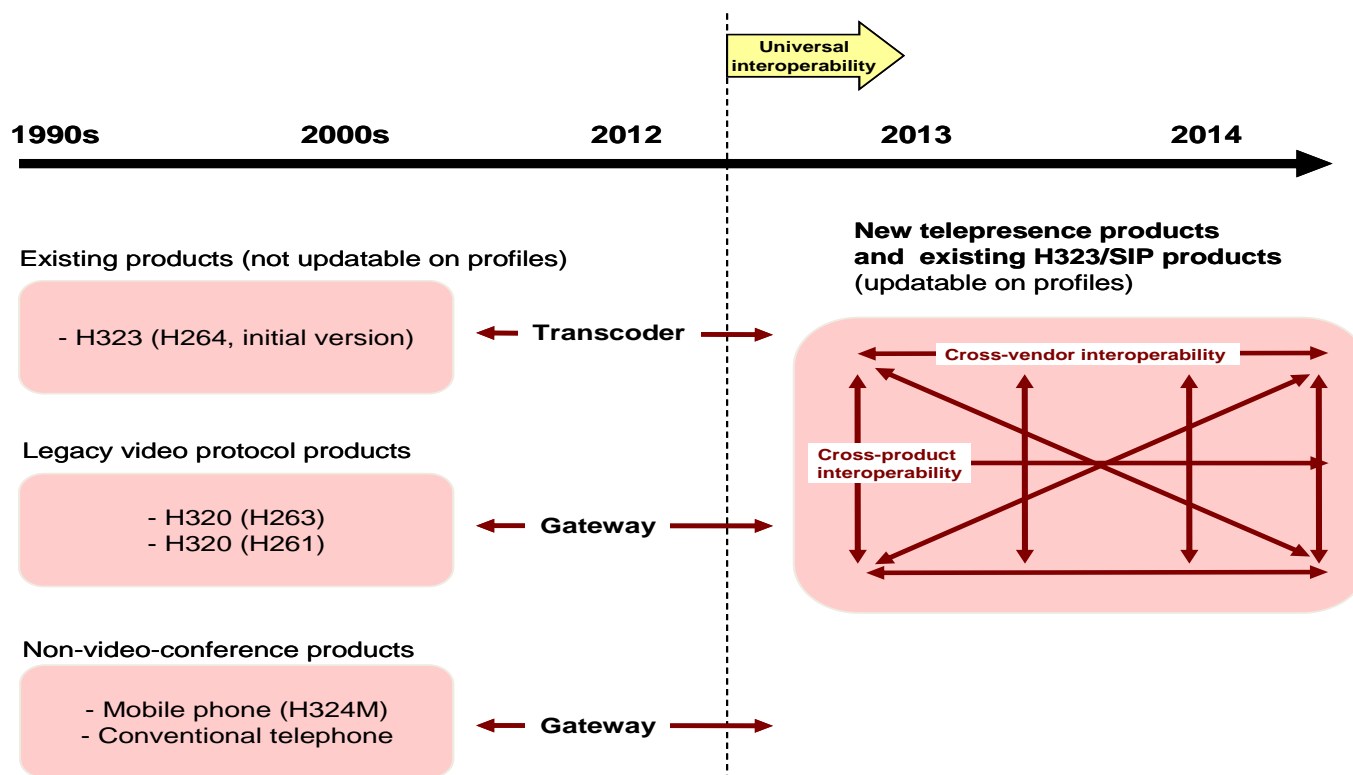 Universal
interoperability
1990s
2000s
2012
2013
2014
New telepresence products
and existing H323/SIP products
(updatable on profiles)
Existing products (not updatable on profiles)
- H323 (H264, initial version)
Transcoder
Cross-vendor interoperability
Legacy video protocol products
Cross-product
interoperability
- H320 (H263)
- H320 (H261)
Gateway
Non-video-conference products
- Mobile phone (H324M)
- Conventional telephone
Gateway